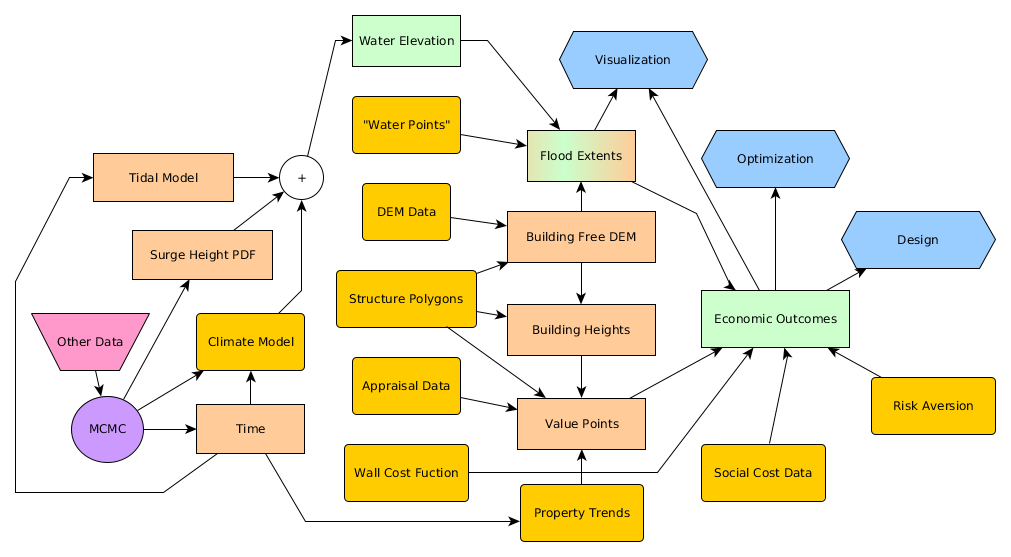 Water Elevation
Visualization
"Water Points"
Flood Extents
Optimization
Tidal Model
+
DEM Data
Building Free DEM
Design
Surge Height PDF
Structure Polygons
Building Heights
Economic Outcomes
Other Data
Climate Model
Appraisal Data
Risk Aversion
MCMC
Time
Value Points
Wall Cost Fuction
Social Cost Data
Property Trends